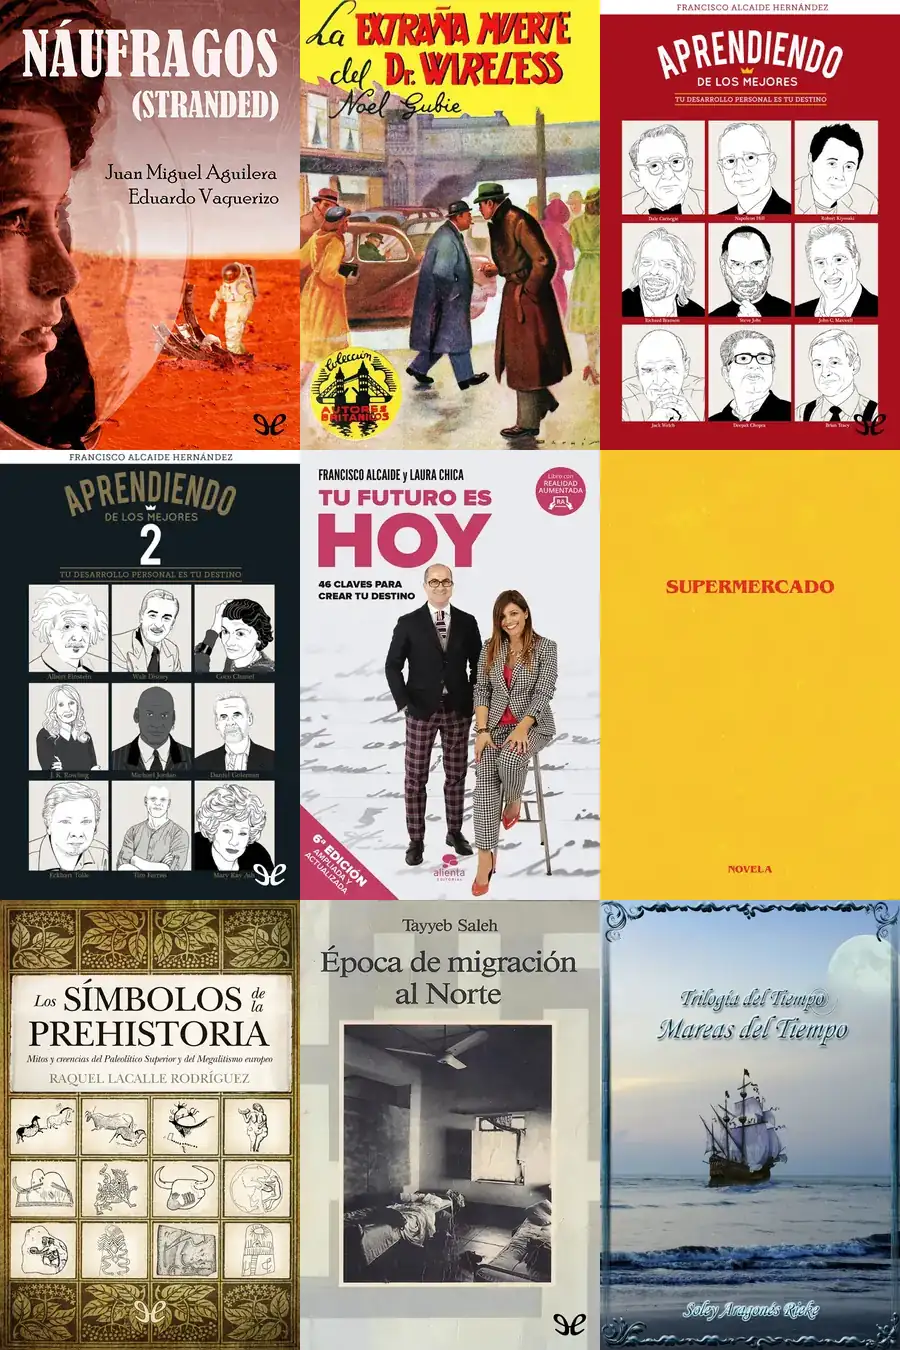 NÁUFRAGOS
(STRANDED)
Juan Miguel Aguilera
Eduardo Vaquerizo
La EXTRAÑA MUERTE
del Dr. WIRELESS
Noel Gubie
Colección
AUTORES
BRITANICOS
FRANCISCO ALCAIDE HERNÁNDEZ
APRENDIENDO
DE LOS MEJORES
TU DESARROLLO PERSONAL ES TU DESTINO
Dale Carnegie
Napoleon Hill
Robert Kiyosaki
Richard Branson
Steve Jobs
John C. Maxwell
Jack Welch
Deepak Chopra
Brian Tracy
FRANCISCO ALCAIDE HERNÁNDEZ
APRENDIENDO
DE LOS MEJORES
2
TU DESARROLLO PERSONAL ES TU DESTINO
Albert Einstein
Walt Disney
Coco Chanel
J. K. Rowling
Michael Jordan
Daniel Goleman
Eckhart Tolle
Tim Ferriss
Mary Kay Ash
FRANCISCO ALCAIDE y LAURA CHICA
TU FUTURO ES
HOY
46 CLAVES PARA
CREAR TU DESTINO
Libro con
REALIDAD
AUMENTADA
RA
6ª EDICIÓN
AMPLIADA Y
ACTUALIZADA
alienta
EDITORIAL
SUPERMERCADO
NOVELA
Los SÍMBOLOS de la
PREHISTORIA
Mitos y creencias del Paleolítico Superior y del Megalitismo europeo
RAQUEL LACALLE RODRÍGUEZ
Tayyeb Saleh
Época de migración
al Norte
Trilogía del Tiempo
Mareas del Tiempo
Soley Aragonés Rieke